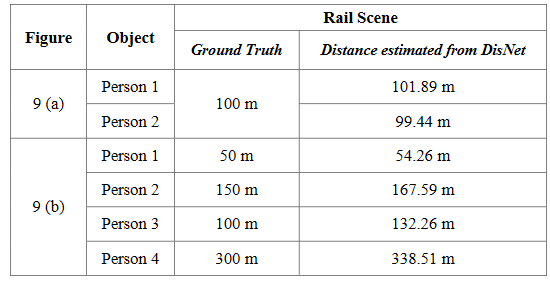 Figure Object Rail Scene
Ground Truth Distance estimated from DisNet
9 (a) Person 1 100 m 101.89 m
Person 2 99.44 m
9 (b) Person 1 50 m 54.26 m
Person 2 150 m 167.59 m
Person 3 100 m 132.26 m
Person 4 300 m 338.51 m